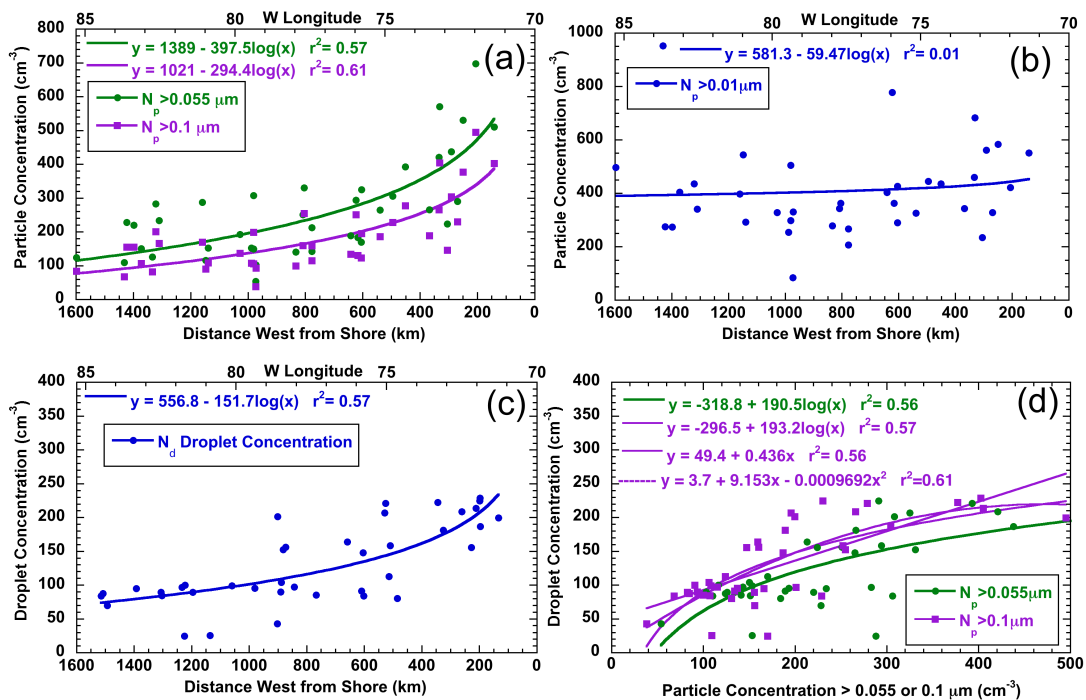 W Longitude
85 80 75 70
800
700
600
500
400
300
200
100
0
Particle Concentration (cm-3)
y = 1389 - 397.5log(x) r2= 0.57
y = 1021 - 294.4log(x) r2= 0.61
(a)
Np>0.055 μm
Np>0.1 μm
1600 1400 1200 1000 800 600 400 200 0
Distance West from Shore (km)
W Longitude
85 80 75 70
1000
800
600
400
200
0
Particle Concentration (cm-3)
y = 581.3 - 59.47log(x) r2= 0.01
(b)
Np>0.01μm
1600 1400 1200 1000 800 600 400 200 0
Distance West from Shore (km)
W Longitude
85 80 75 70
400
350
300
250
200
150
100
50
0
Droplet Concentration (cm-3)
y = 556.8 - 151.7log(x) r2= 0.57
(c)
Nd Droplet Concentration
1600 1400 1200 1000 800 600 400 200 0
Distance West from Shore (km)
400
350
300
250
200
150
100
50
0
Droplet Concentration (cm-3)
y = -318.8 + 190.5log(x) r2= 0.56
(d)
y = -296.5 + 193.2log(x) r2= 0.57
y = 49.4 + 0.436x r2= 0.56
y = 3.7 + 9.153x - 0.0009692x2 r2=0.61
Np>0.055μm
Np>0.1μm
0 100 200 300 400 500
Particle Concentration > 0.055 or 0.1 μm (cm-3)